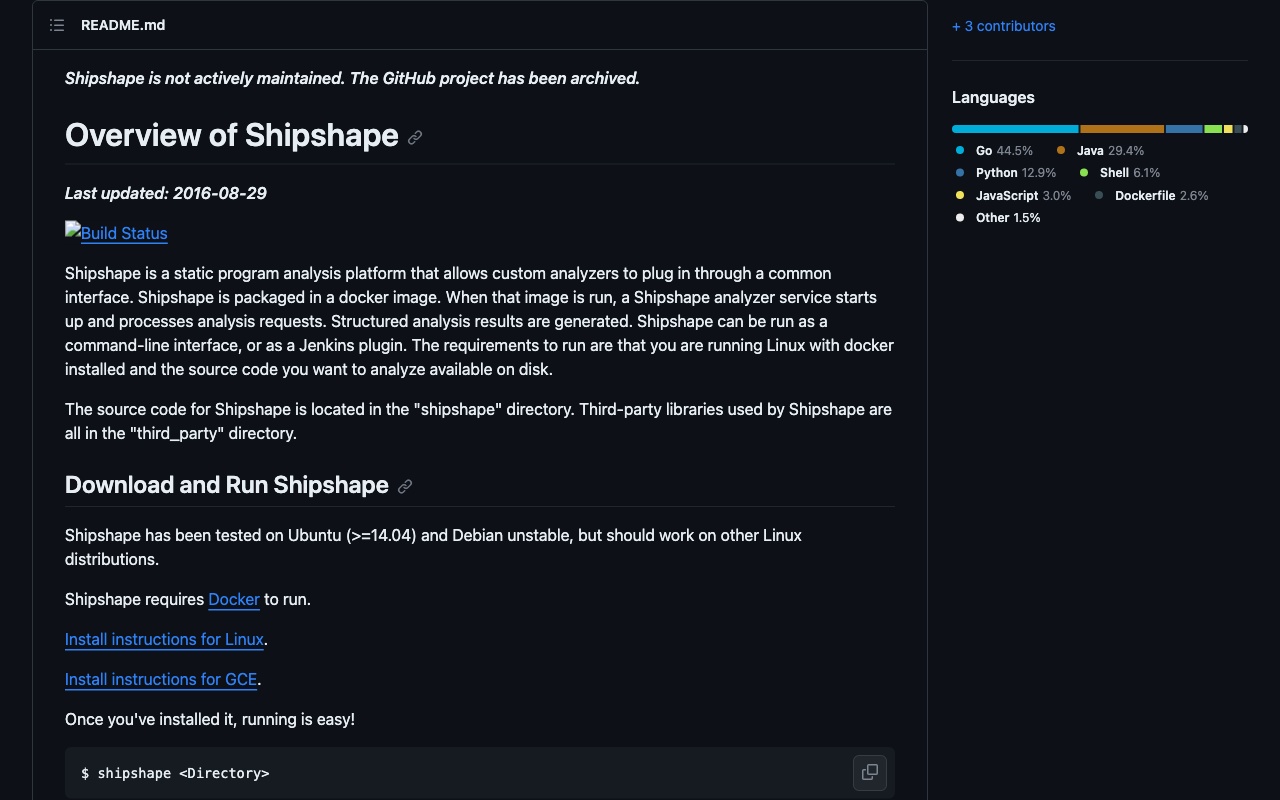 README.md
Shipshape is not actively maintained. The GitHub project has been archived.
Overview of Shipshape
Last updated: 2016-08-29
Build Status
Shipshape is a static program analysis platform that allows custom analyzers to plug in through a common
interface. Shipshape is packaged in a docker image. When that image is run, a Shipshape analyzer service starts
up and processes analysis requests. Structured analysis results are generated. Shipshape can be run as a
command-line interface, or as a Jenkins plugin. The requirements to run are that you are running Linux with docker
installed and the source code you want to analyze available on disk.
The source code for Shipshape is located in the "shipshape" directory. Third-party libraries used by Shipshape are
all in the "third_party" directory.
Download and Run Shipshape
Shipshape has been tested on Ubuntu (>=14.04) and Debian unstable, but should work on other Linux
distributions.
Shipshape requires Docker to run.
Install instructions for Linux.
Install instructions for GCE.
Once you've installed it, running is easy!
$ shipshape <Directory>
+ 3 contributors
Languages
Go 44.5% Java 29.4%
Python 12.9% Shell 6.1%
JavaScript 3.0% Dockerfile 2.6%
Other 1.5%